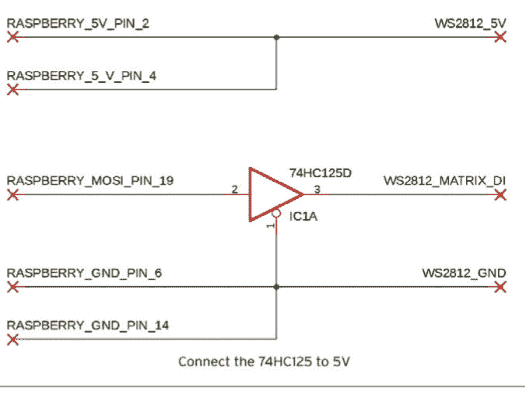 RASPBERRY_5V_PIN_2
WS2812_5V
RASPBERRY_5_V_PIN_4
74HC125D
RASPBERRY_MOSI_PIN_19
2
3
WS2812_MATRIX_DI
IC1A
1
RASPBERRY_GND_PIN_6
WS2812_GND
RASPBERRY_GND_PIN_14
Connect the 74HC125 to 5V